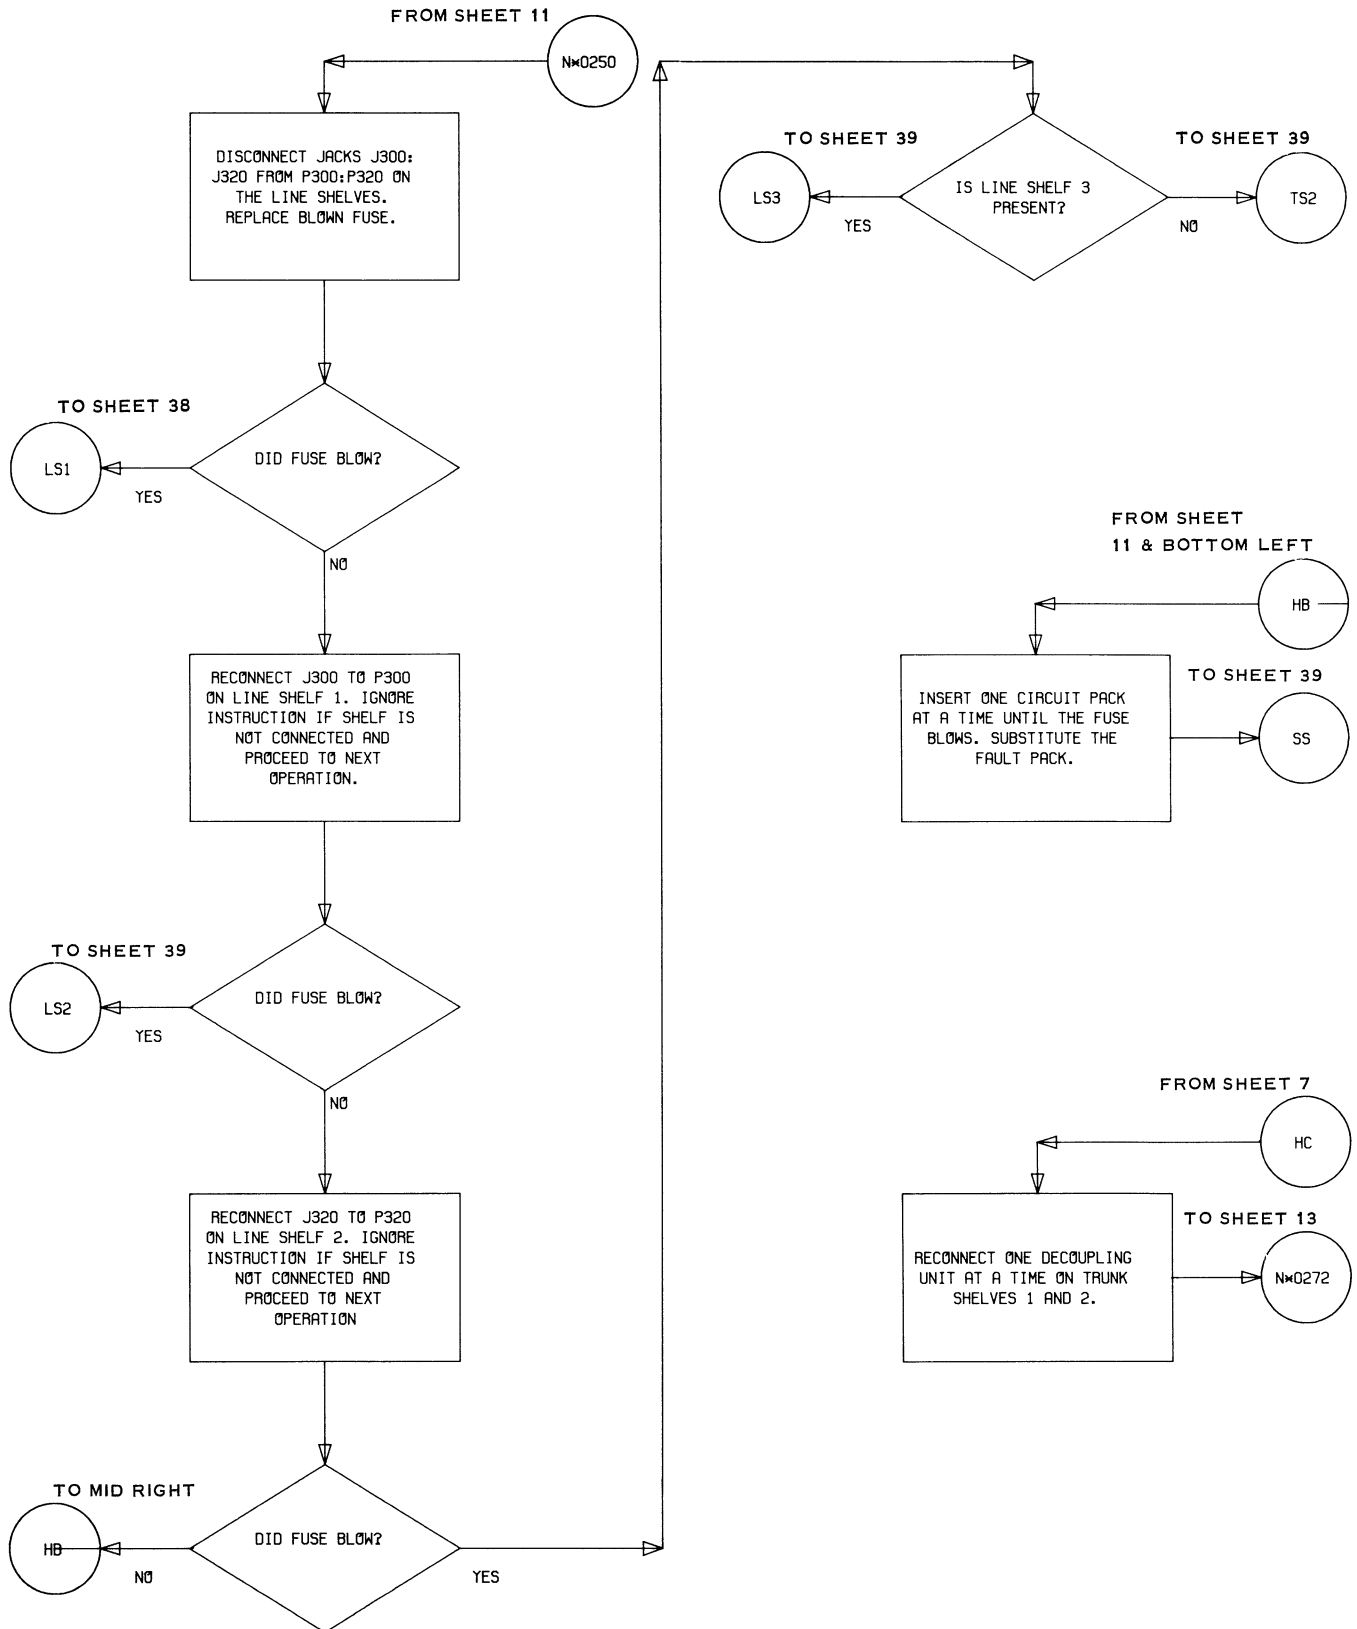 FROM SHEET 11
N*0250
DISCONNECT JACKS J300:
J320 FROM P300:P320 ON
THE LINE SHELVES.
REPLACE BLOWN FUSE.
TO SHEET 38
LS1
YES
DID FUSE BLOW?
NO
RECONNECT J300 TO P300
ON LINE SHELF 1. IGNORE
INSTRUCTION IF SHELF IS
NOT CONNECTED AND
PROCEED TO NEXT
OPERATION.
TO SHEET 39
LS2
YES
DID FUSE BLOW?
NO
RECONNECT J320 TO P320
ON LINE SHELF 2. IGNORE
INSTRUCTION IF SHELF IS
NOT CONNECTED AND
PROCEED TO NEXT
OPERATION
TO MID RIGHT
HB
NO
DID FUSE BLOW?
YES
TO SHEET 39
LS3
YES
IS LINE SHELF 3
PRESENT?
NO
TO SHEET 39
TS2
FROM SHEET
11 & BOTTOM LEFT
HB
INSERT ONE CIRCUIT PACK
AT A TIME UNTIL THE FUSE
BLOWS. SUBSTITUTE THE
FAULT PACK.
TO SHEET 39
SS
FROM SHEET 7
HC
RECONNECT ONE DECOUPLING
UNIT AT A TIME ON TRUNK
SHELVES 1 AND 2.
TO SHEET 13
N*0272